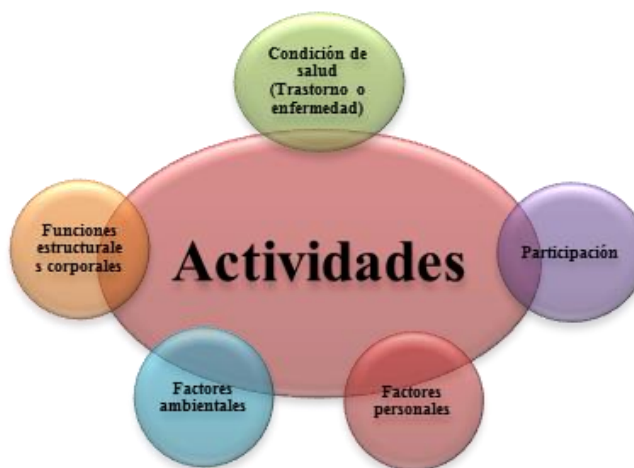 Condición de
salud
(Trastorno o
enfermedad)
Funciones
estructurale
s corporales
Actividades
Participación
Factores
ambientales
Factores
personales